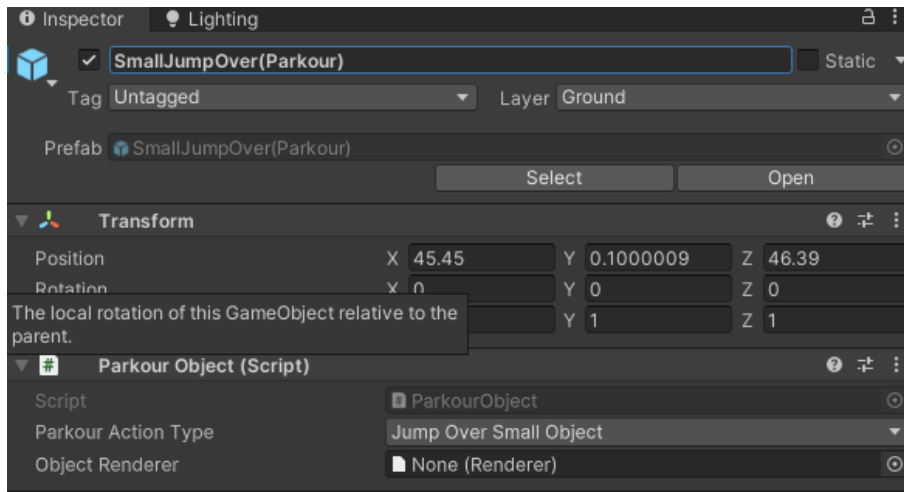 Inspector Lighting
SmallJumpOver(Parkour) Static
Tag Untagged Layer Ground
Prefab SmallJumpOver(Parkour)
Select Open
Transform
Position X 45.45 Y 0.1000009 Z 46.39
Rotation X 0 Y 0 Z 0
The local rotation of this GameObject relative to the
parent.
Y 1 Z 1
Parkour Object (Script)
Script ParkourObject
Parkour Action Type Jump Over Small Object
Object Renderer None (Renderer)